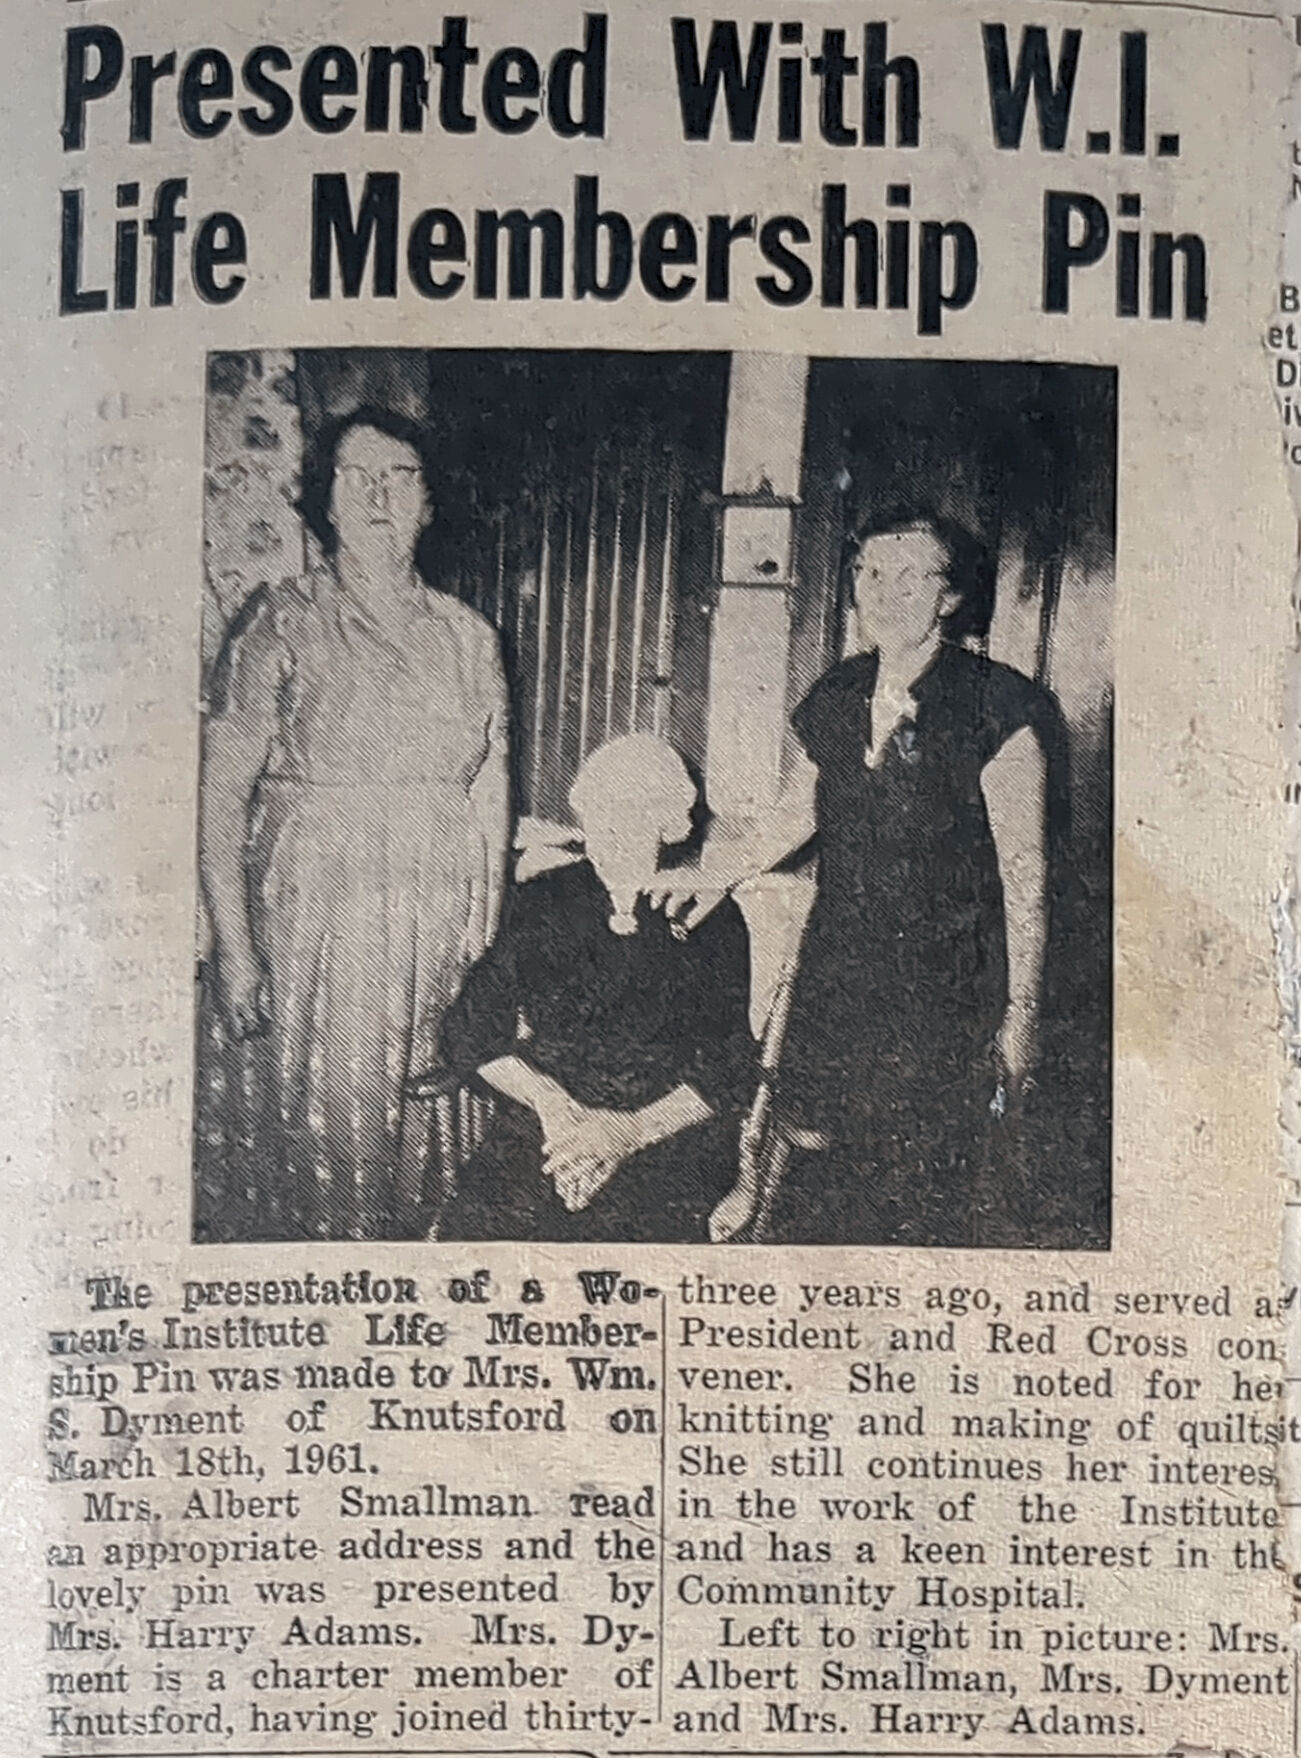 Presented With W.I.
Life Membership Pin
The presentation of a Wo-
men's Institute Life Member-
ship Pin was made to Mrs. Wm.
S. Dyment of Knutsford on
March 18th, 1961.
Mrs. Albert Smallman read
an appropriate address and the
lovely pin was presented by
Mrs. Harry Adams. Mrs. Dy-
ment is a charter member of
Knutsford, having joined thirty-
three years ago, and served as
President and Red Cross con-
vener. She is noted for her
knitting and making of quilts
She still continues her interes
in the work of the Institute
and has a keen interest in the
Community Hospital.
Left to right in picture: Mrs.
Albert Smallman, Mrs. Dyment
and Mrs. Harry Adams.